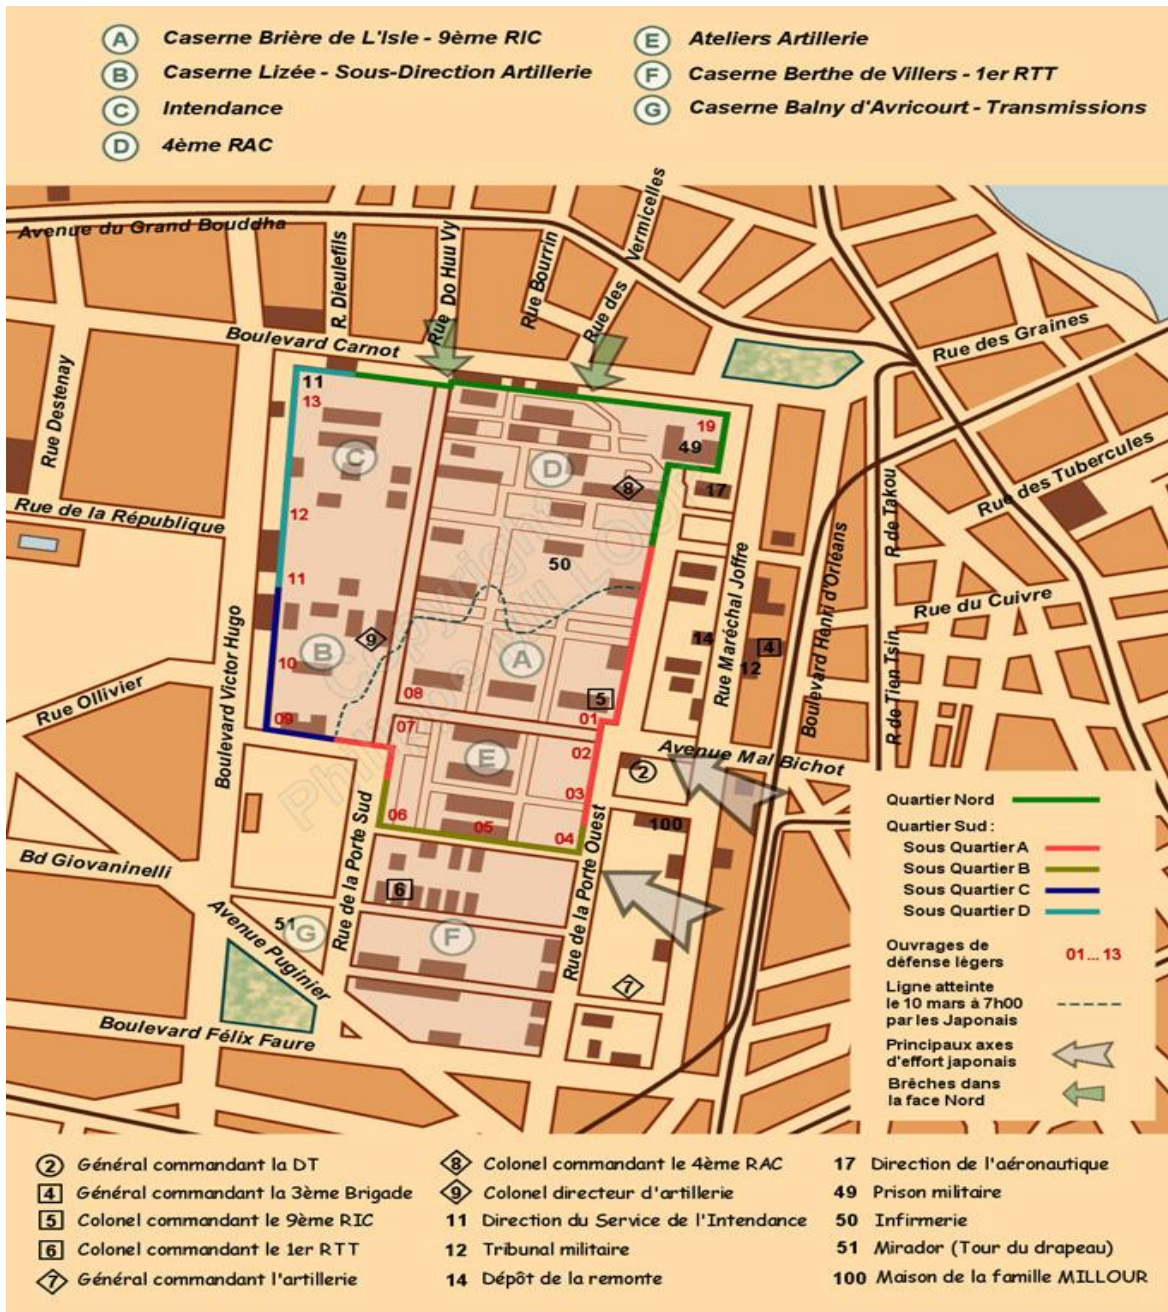 A Caserne Brière de L'Isle - 9ème RIC
B Caserne Lizée - Sous-Direction Artillerie
C Intendance
D 4ème RAC
E Ateliers Artillerie
F Caserne Berthe de Villers - 1er RTT
G Caserne Balny d'Avricourt - Transmissions
Avenue du Grand Bouddha
R. Dieulefils
Rue Do Huu Vy
Rue Bourrin
Rue des Vermicelles
Boulevard Carnot
Rue des Graines
Rue Destenay
11
13
19
49
C
D
8
17
Rue des Tubercules
Rue de la République
12
R de Takou
50
11
Rue Maréchal Joffre
Boulevard Henri d'Orléans
Rue du Cuivre
Copyright
Philippe MILLOUR
9
14
4
12
B
A
10
Rue Ollivier
Boulevard Victor Hugo
08
5
R de Tien Tsin
09
07
01
02
E
Avenue Mal Bichot
2
03
06
05
04
100
Rue de la Porte Sud
Rue de la Porte Ouest
Bd Giovaninelli
6
51
G
F
Avenue Puginier
7
Boulevard Félix Faure
Quartier Nord
Quartier Sud :
Sous Quartier A
Sous Quartier B
Sous Quartier C
Sous Quartier D
Ouvrages de
défense légers
01... 13
Ligne atteinte
le 10 mars à 7h00
par les Japonais
Principaux axes
d'effort japonais
Brêches dans
la face Nord
2 Général commandant la DT
4 Général commandant la 3ème Brigade
5 Colonel commandant le 9ème RIC
6 Colonel commandant le 1er RTT
7 Général commandant l'artillerie
8 Colonel commandant le 4ème RAC
9 Colonel directeur d'artillerie
11 Direction du Service de l'Intendance
12 Tribunal militaire
14 Dépôt de la remonte
17 Direction de l'aéronautique
49 Prison militaire
50 Infirmerie
51 Mirador (Tour du drapeau)
100 Maison de la famille MILLOUR